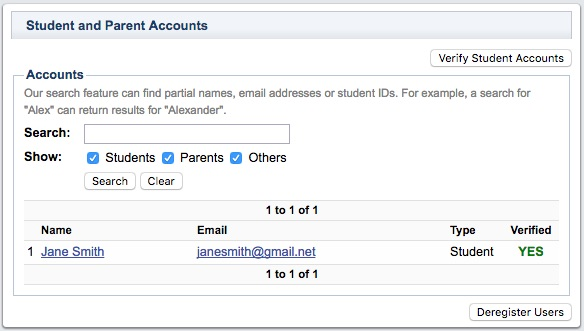 Student and Parent Accounts
Verify Student Accounts
Accounts
Our search feature can find partial names, email addresses or student IDs. For example, a search for
"Alex" can return results for "Alexander".
Search:
Show: Students Parents Others
Search Clear
1 to 1 of 1
Name Email Type Verified
1 Jane Smith janesmith@gmail.net Student YES
1 to 1 of 1
Deregister Users